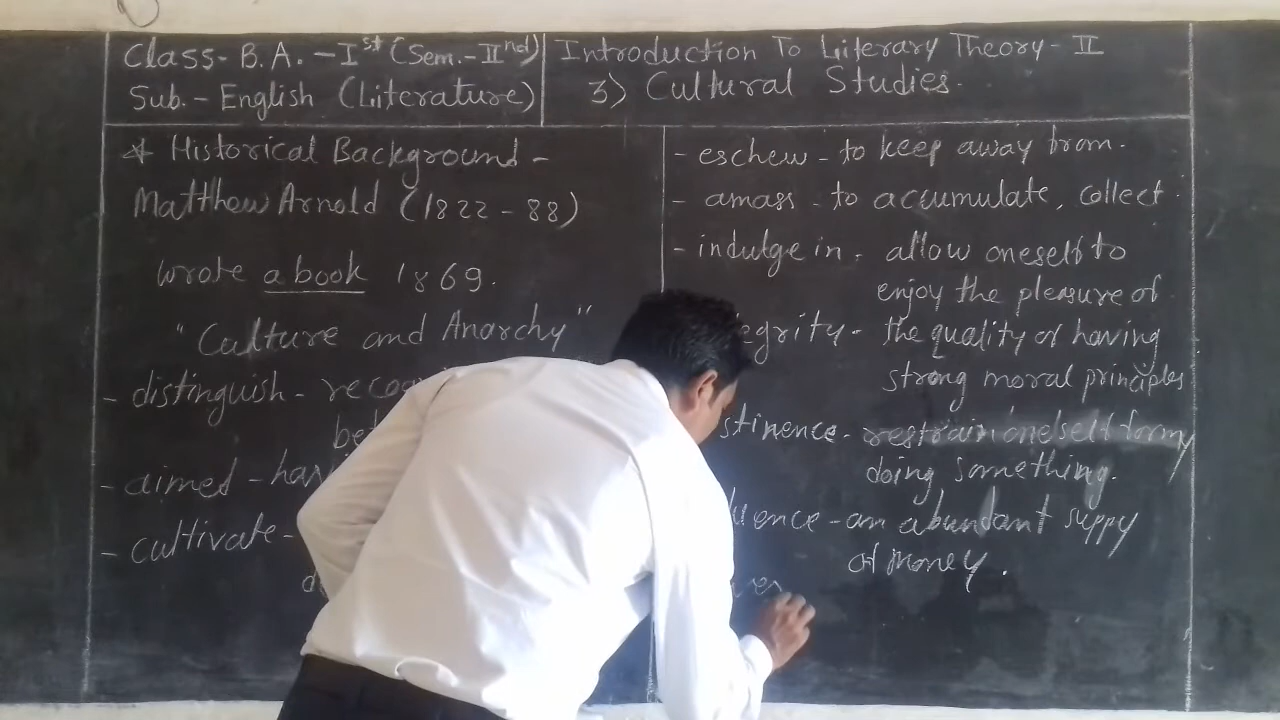 Class- B.A. - Ist (Sem.-IInd)
Sub. - English (Literature)
Introduction To Literary Theory - II
3) Cultural Studies.
* Historical Background -
Matthew Arnold (1822 - 88)
wrote a book 1869.
"Culture and Anarchy"
- distinguish -
- aimed -
- cultivate -
- eschew - to keep away from.
- amass - to accumulate, collect
- indulge in - allow oneself to
enjoy the pleasure of
egrity - the quality of having
strong moral principles
stinence - restrain onelself form
doing something.
uence - an abundant suppy
of money.